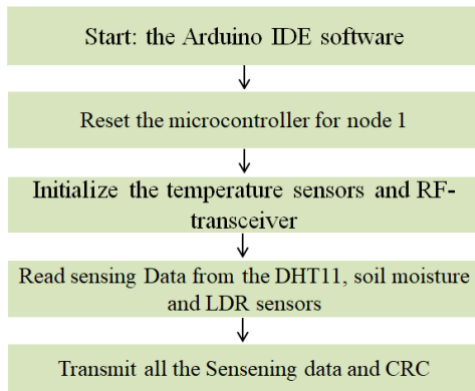 Start: the Arduino IDE software
Reset the microcontroller for node 1
Initialize the temperature sensors and RF-
transceiver
Read sensing Data from the DHT11, soil moisture
and LDR sensors
Transmit all the Sensening data and CRC